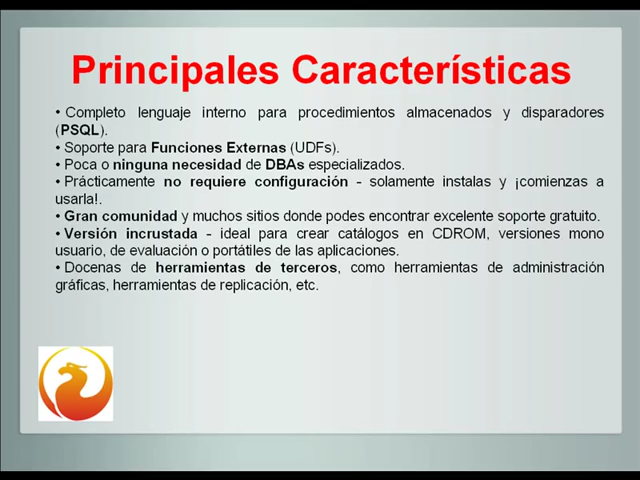 Principales Características
• Completo lenguaje interno para procedimientos almacenados y disparadores
(PSQL).
• Soporte para Funciones Externas (UDFs).
• Poca o ninguna necesidad de DBAs especializados.
• Prácticamente no requiere configuración - solamente instalas y ¡comienzas a
usarla!.
• Gran comunidad y muchos sitios donde podes encontrar excelente soporte gratuito.
• Versión incrustada - ideal para crear catálogos en CDROM, versiones mono
usuario, de evaluación o portátiles de las aplicaciones.
• Docenas de herramientas de terceros, como herramientas de administración
gráficas, herramientas de replicación, etc.